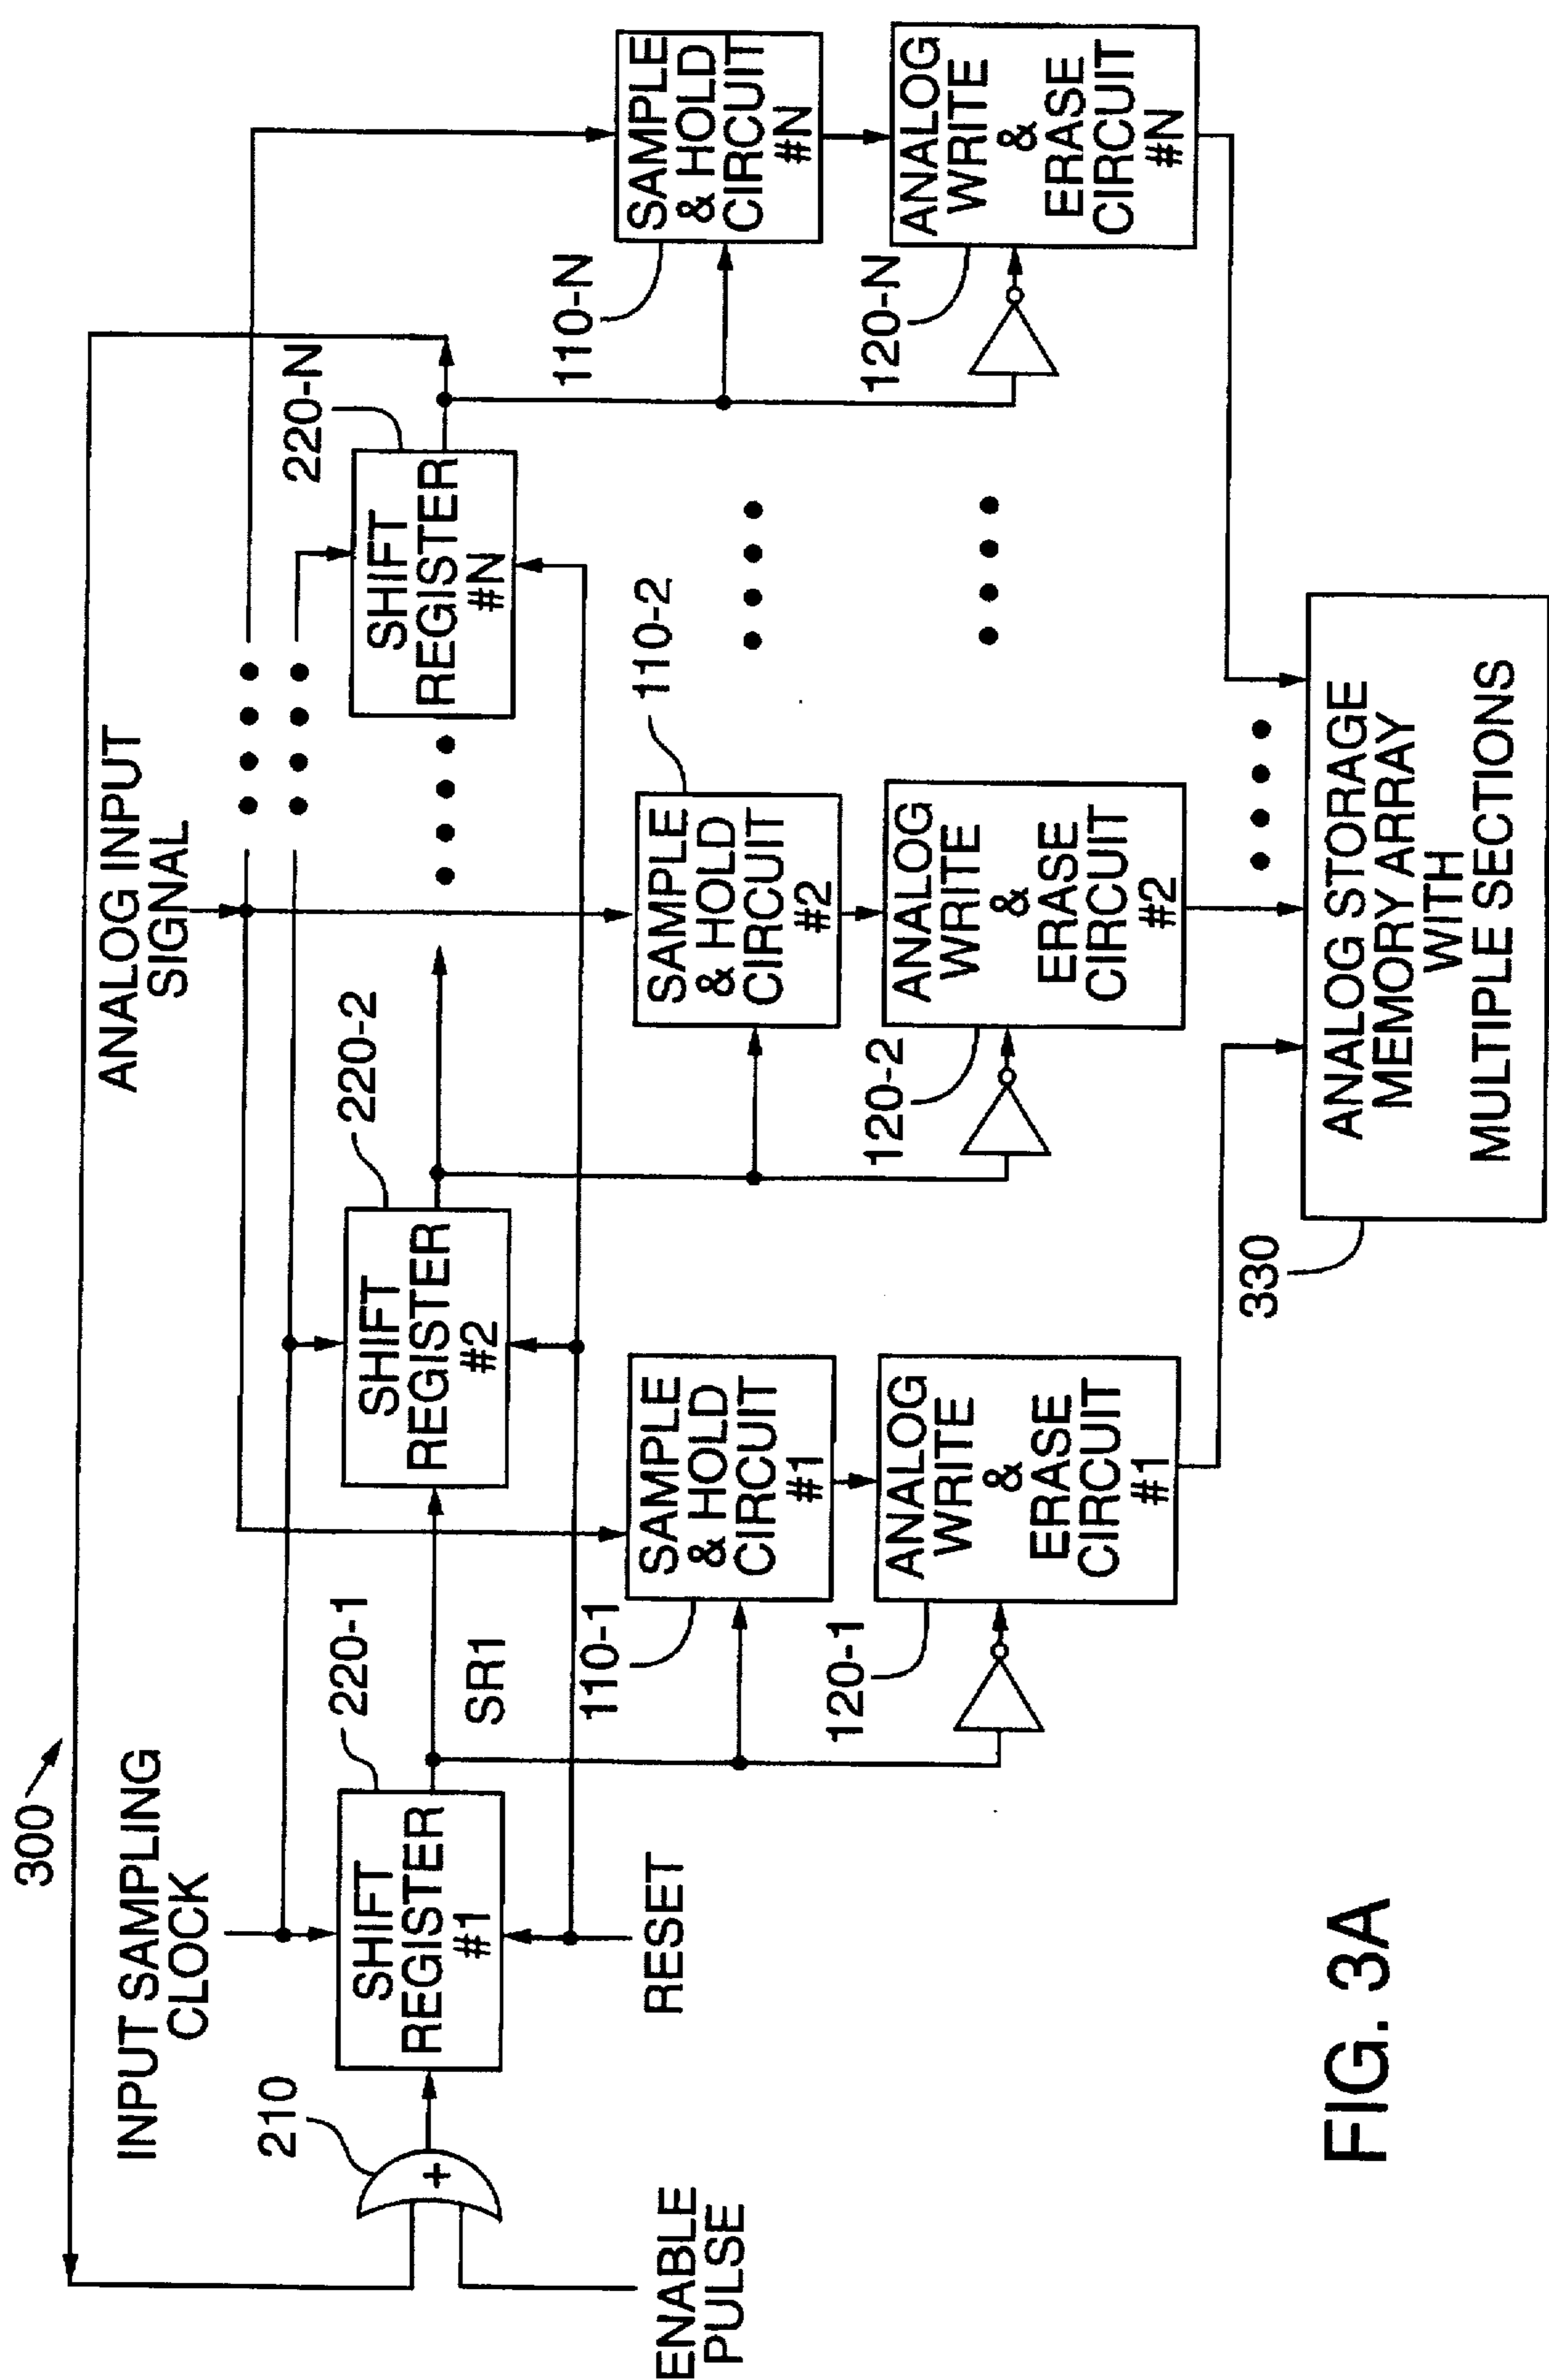 300
INPUT SAMPLING
CLOCK
ANALOG INPUT
SIGNAL
210
+
220-1
SHIFT
REGISTER
#1
SR1
220-2
SHIFT
REGISTER
#2
220-N
SHIFT
REGISTER
#N
ENABLE
PULSE
RESET
110-1
SAMPLE
& HOLD
CIRCUIT
#1
110-2
SAMPLE
& HOLD
CIRCUIT
#2
110-N
SAMPLE
& HOLD
CIRCUIT
#N
120-1
ANALOG
WRITE
&
ERASE
CIRCUIT
#1
120-2
ANALOG
WRITE
&
ERASE
CIRCUIT
#2
120-N
ANALOG
WRITE
&
ERASE
CIRCUIT
#N
330
ANALOG STORAGE
MEMORY ARRAY
WITH
MULTIPLE SECTIONS
FIG. 3A